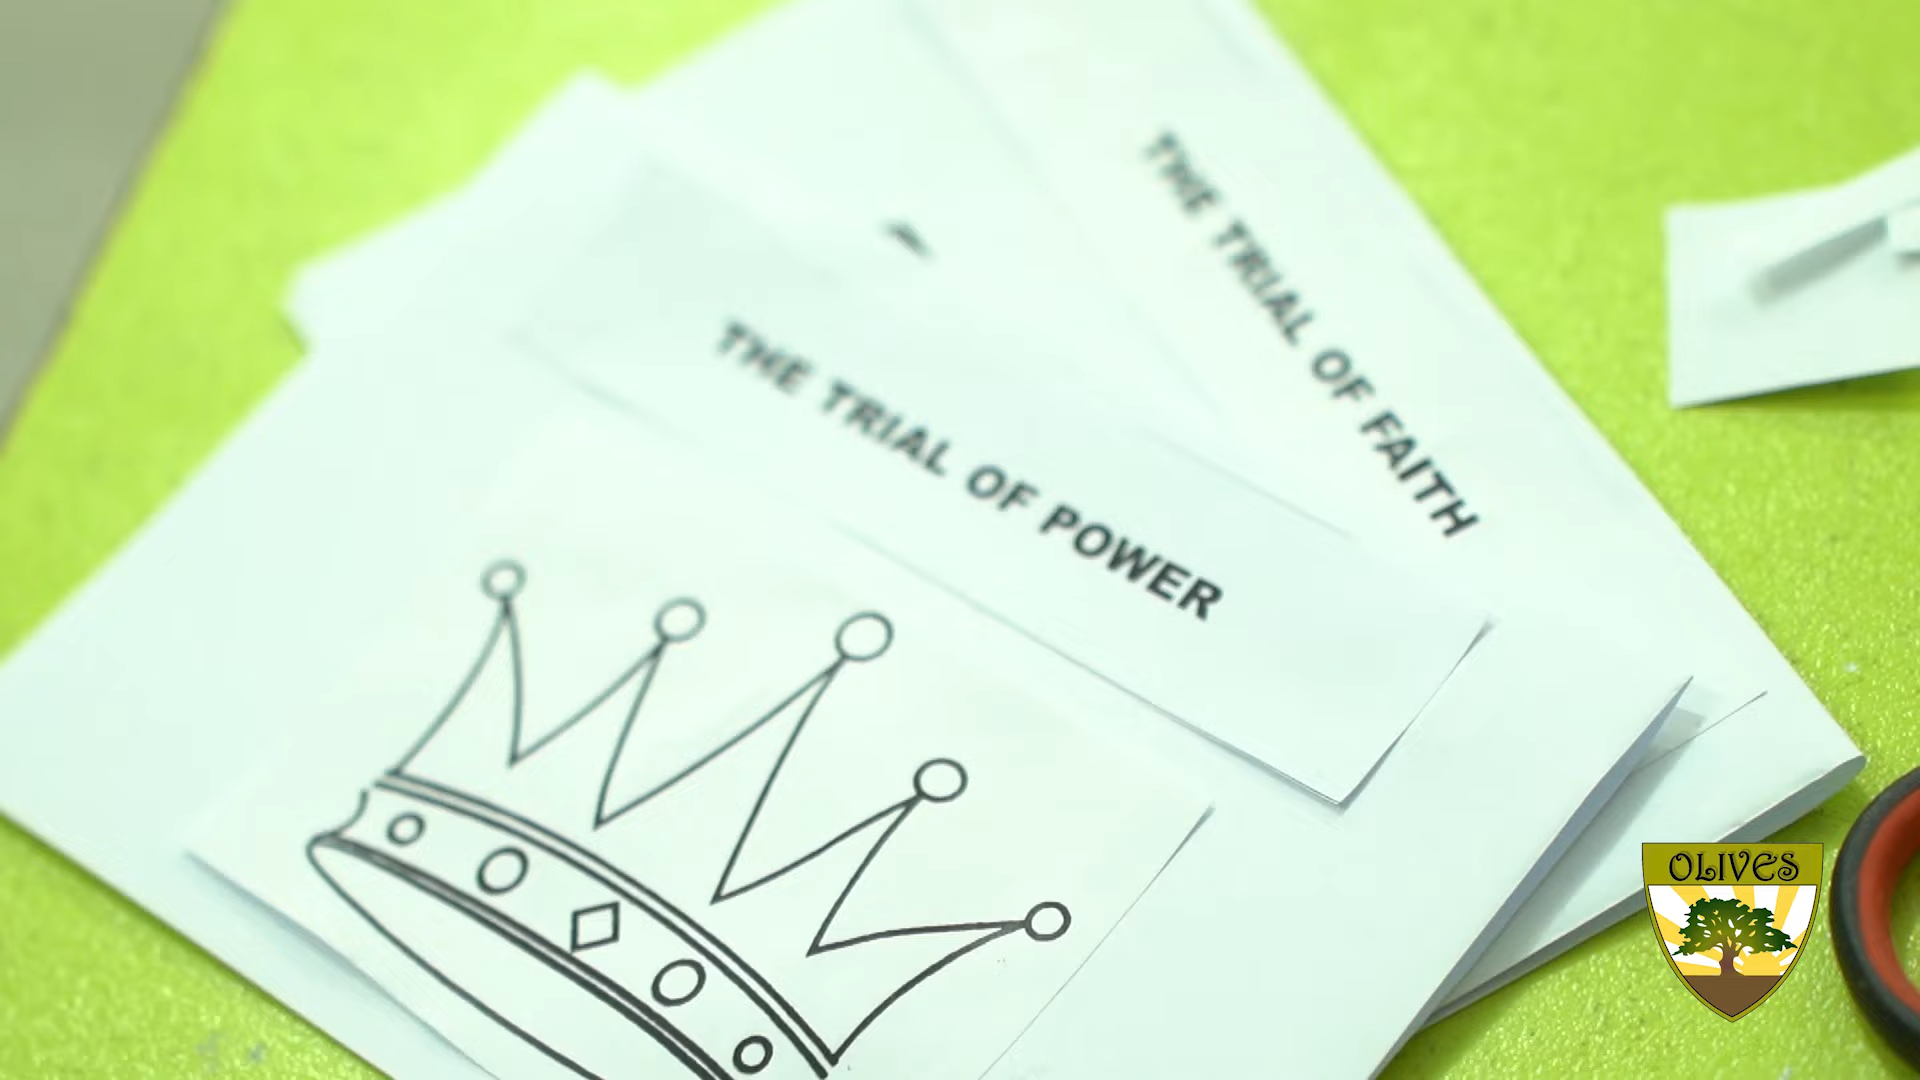 THE TRIAL OF FAITH
THE TRIAL OF POWER
OLIVES